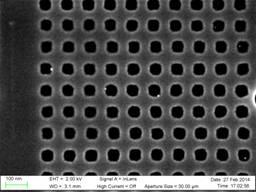 100 nm
EHT = 2.00 kV
Signal A = InLens
Date :27 Feb 2014
WD = 3.1 mm
High Current = Off
Aperture Size = 30.00 µm
Time :17:02:56